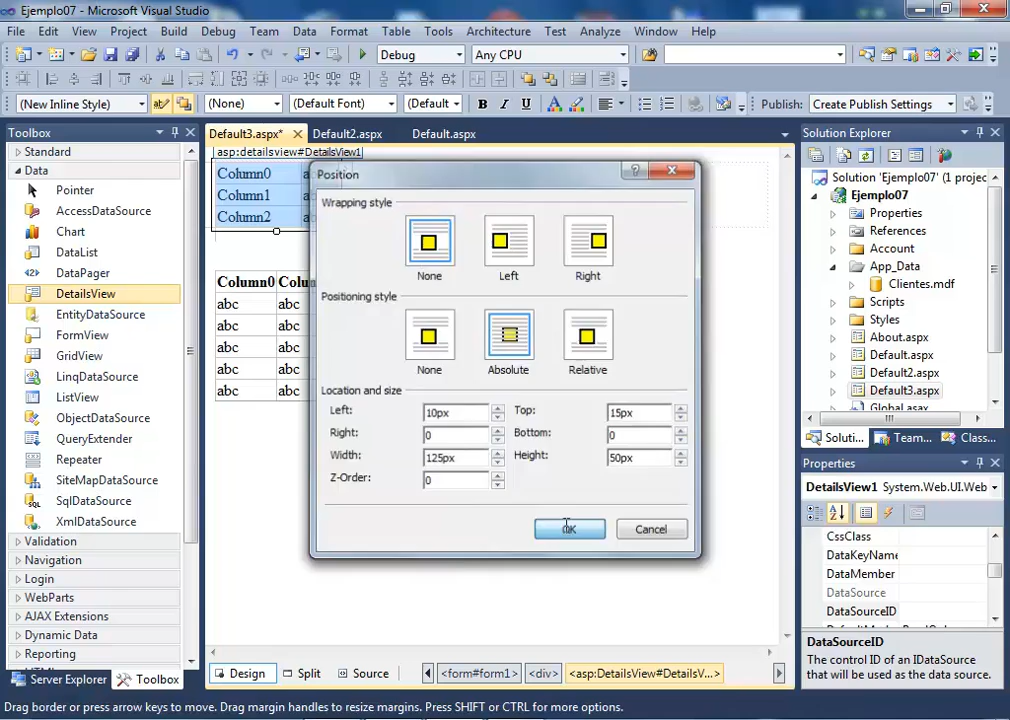 Ejemplo07 - Microsoft Visual Studio
File Edit View Project Build Debug Team Data Format Table Tools Architecture Test Analyze Window Help
Debug Any CPU
(New Inline Style) (None) (Default Font) (Default B I U A Publish: Create Publish Settings
Toolbox
Standard
Data
Pointer
AccessDataSource
Chart
DataList
DataPager
DetailsView
EntityDataSource
FormView
GridView
LinqDataSource
ListView
ObjectDataSource
QueryExtender
Repeater
SiteMapDataSource
SqlDataSource
XmlDataSource
Validation
Navigation
Login
WebParts
AJAX Extensions
Dynamic Data
Reporting
Server Explorer Toolbox
Default3.aspx* Default2.aspx Default.aspx
asp:detailsview#DetailsView1
Column0
Column1
Column2
Column0
abc abc
abc abc
abc abc
abc abc
abc abc
Position
Wrapping style
None Left Right
Positioning style
None Absolute Relative
Location and size
Left: 10px Top: 15px
Right: 0 Bottom: 0
Width: 125px Height: 50px
Z-Order: 0
OK Cancel
Design Split Source <form#form1> <div> <asp:DetailsView#DetailsV...>
Solution Explorer
Solution 'Ejemplo07' (1 projec
Ejemplo07
Properties
References
Account
App_Data
Clientes.mdf
Scripts
Styles
About.aspx
Default.aspx
Default2.aspx
Default3.aspx
Global.asax
Soluti... Team... Class...
Properties
DetailsView1 System.Web.UI.Web
CssClass
DataKeyName
DataMember
DataSource
DataSourceID
DataSourceID
The control ID of an IDataSource
that will be used as the data source.
Drag border or press arrow keys to move. Drag margin handles to resize margins. Press SHIFT or CTRL for more options.